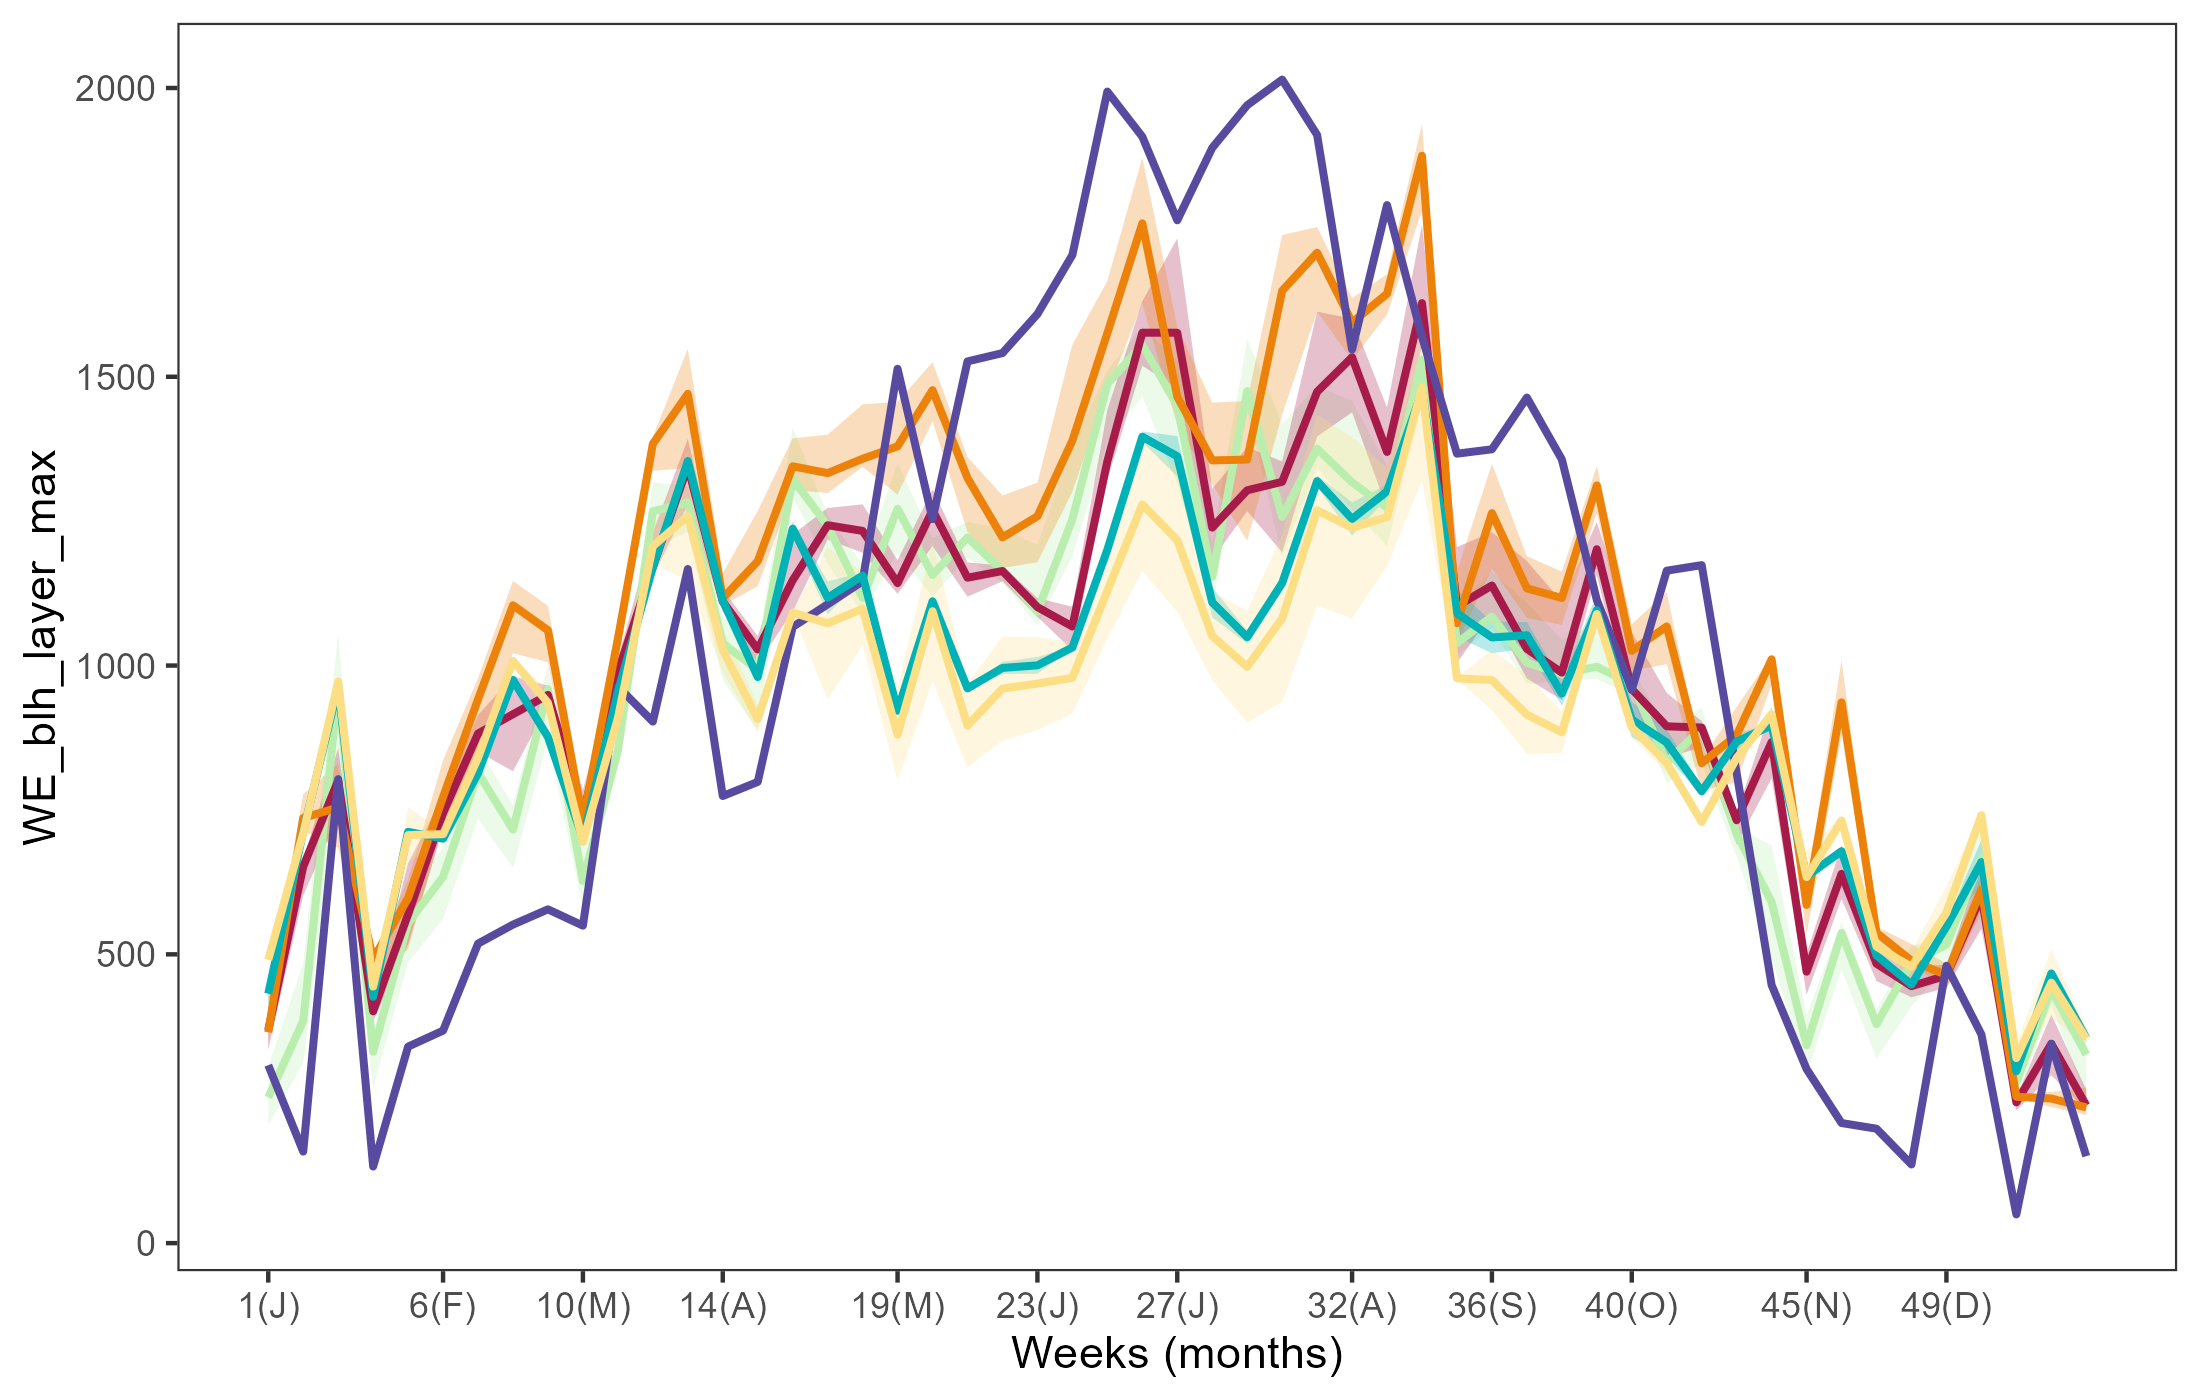 WE_blh_layer_max
2000
1500
1000
500
0
1(J) 6(F) 10(M) 14(A) 19(M) 23(J) 27(J) 32(A) 36(S) 40(O) 45(N) 49(D)
Weeks (months)